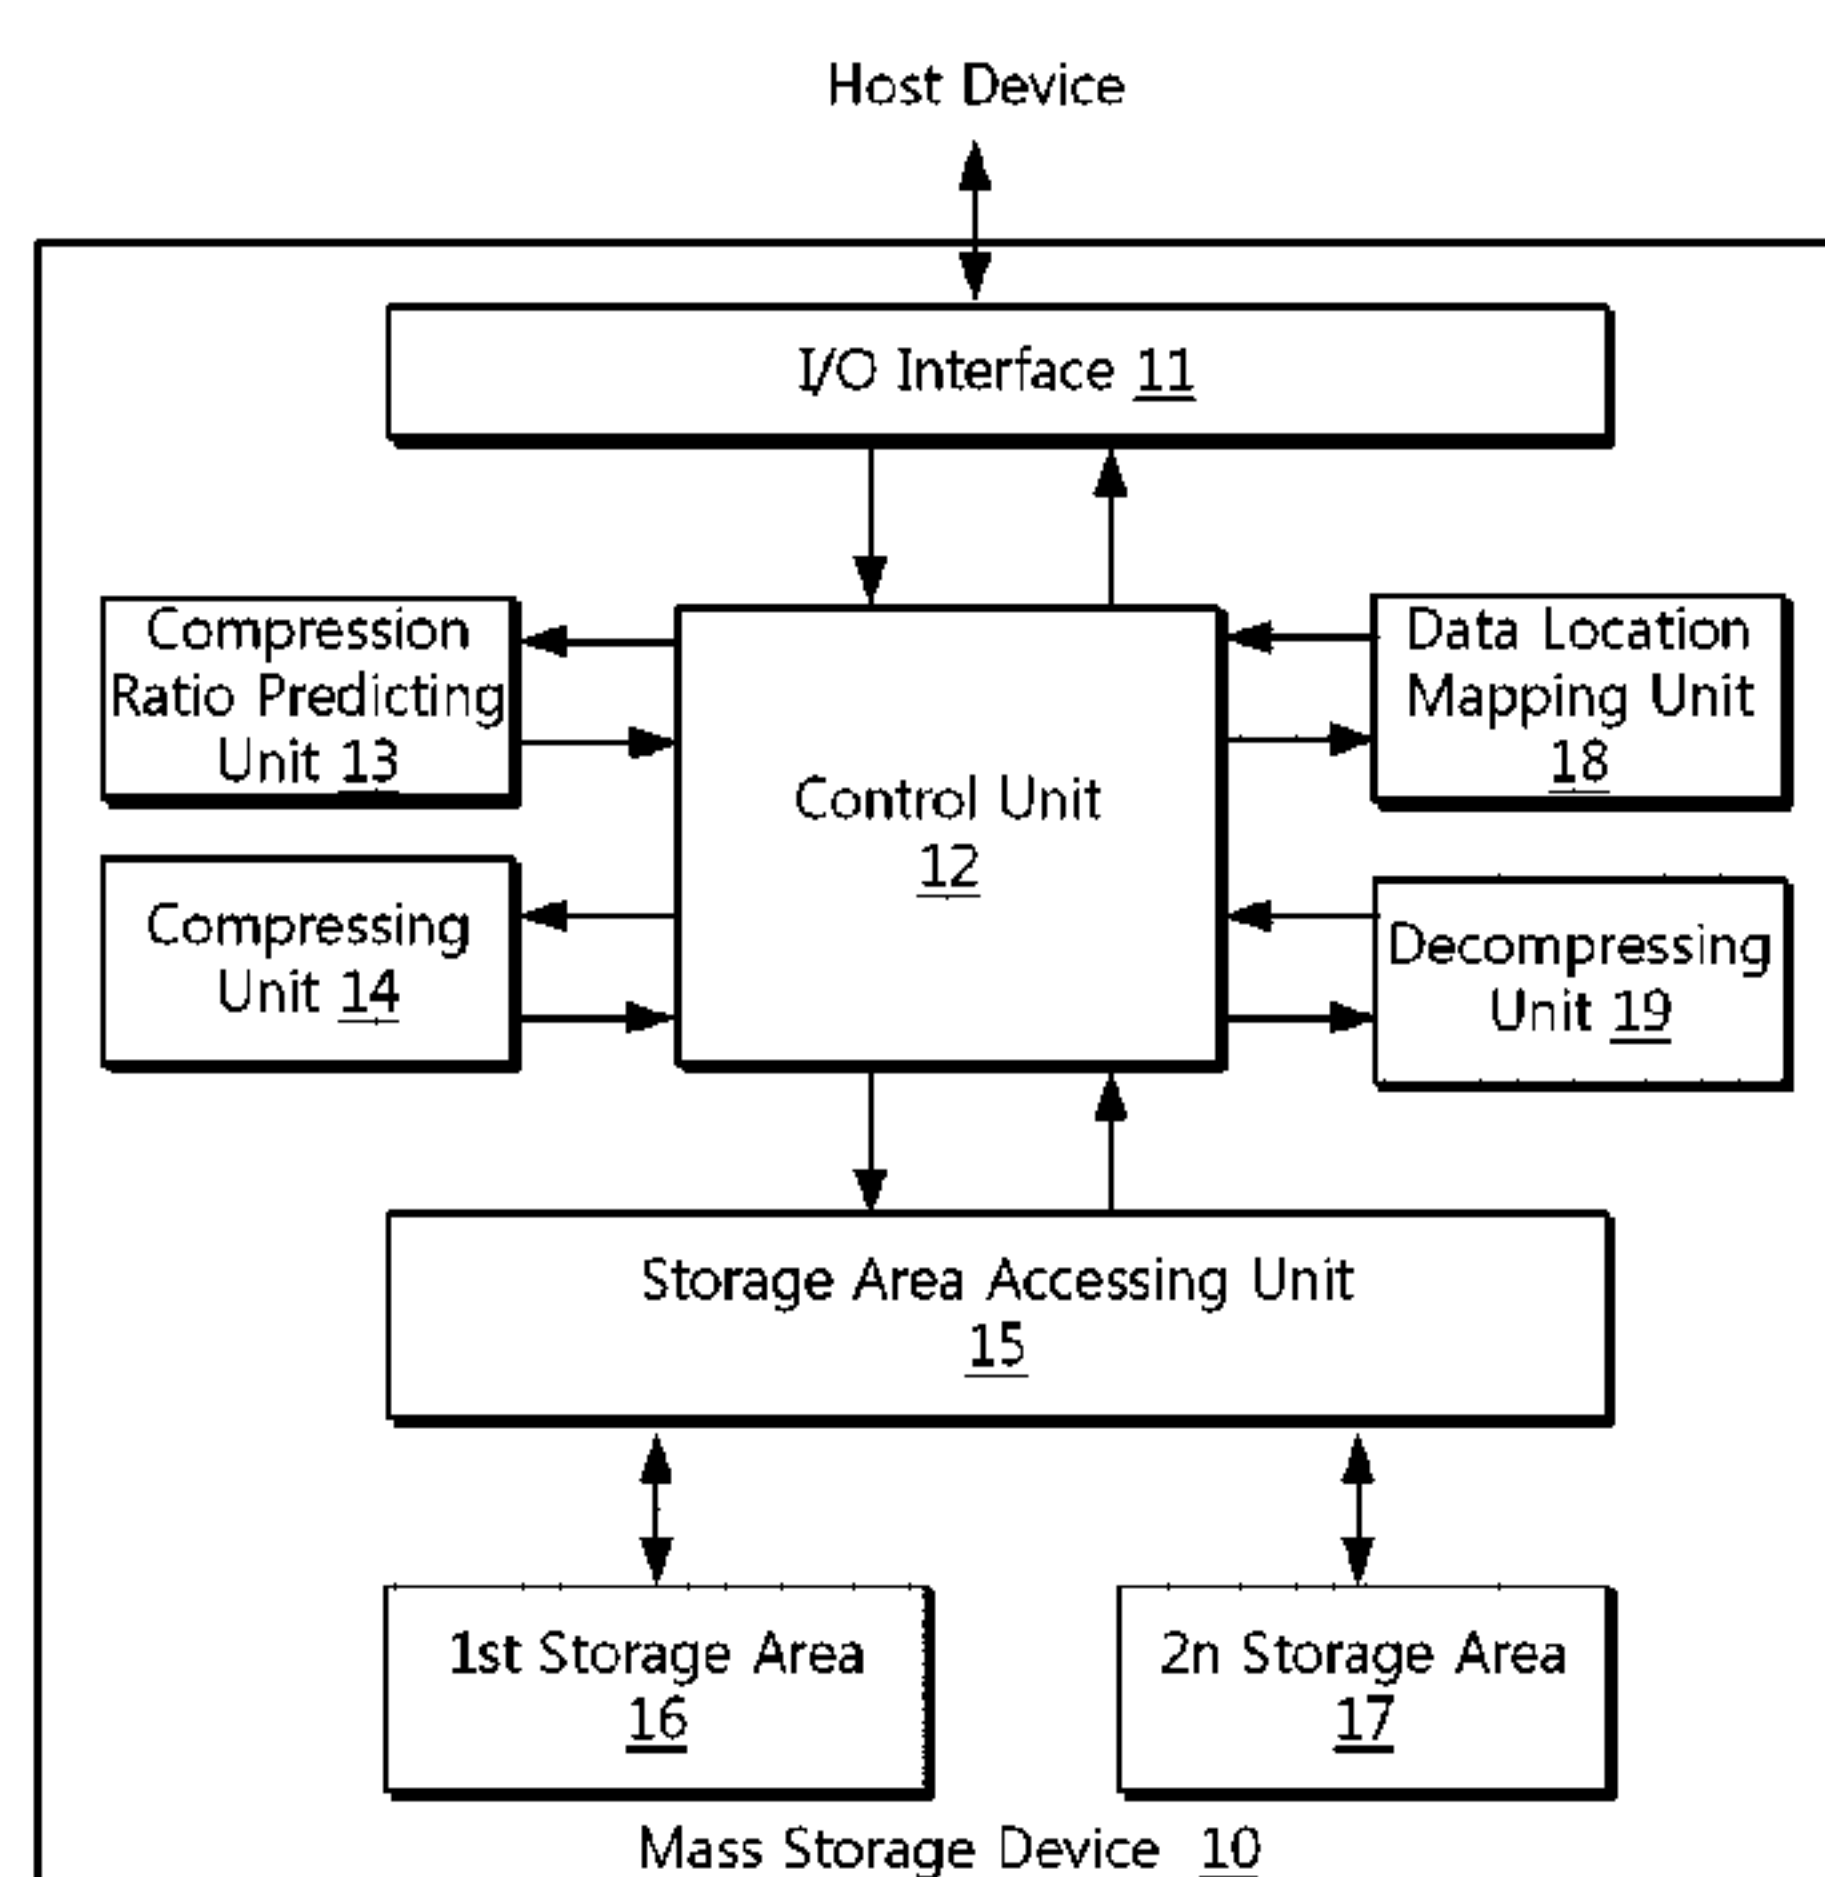 Host Device
I/O Interface 11
Compression
Ratio Predicting
Unit 13
Data Location
Mapping Unit
18
Control Unit
12
Compressing
Unit 14
Decompressing
Unit 19
Storage Area Accessing Unit
15
1st Storage Area
16
2n Storage Area
17
Mass Storage Device 10